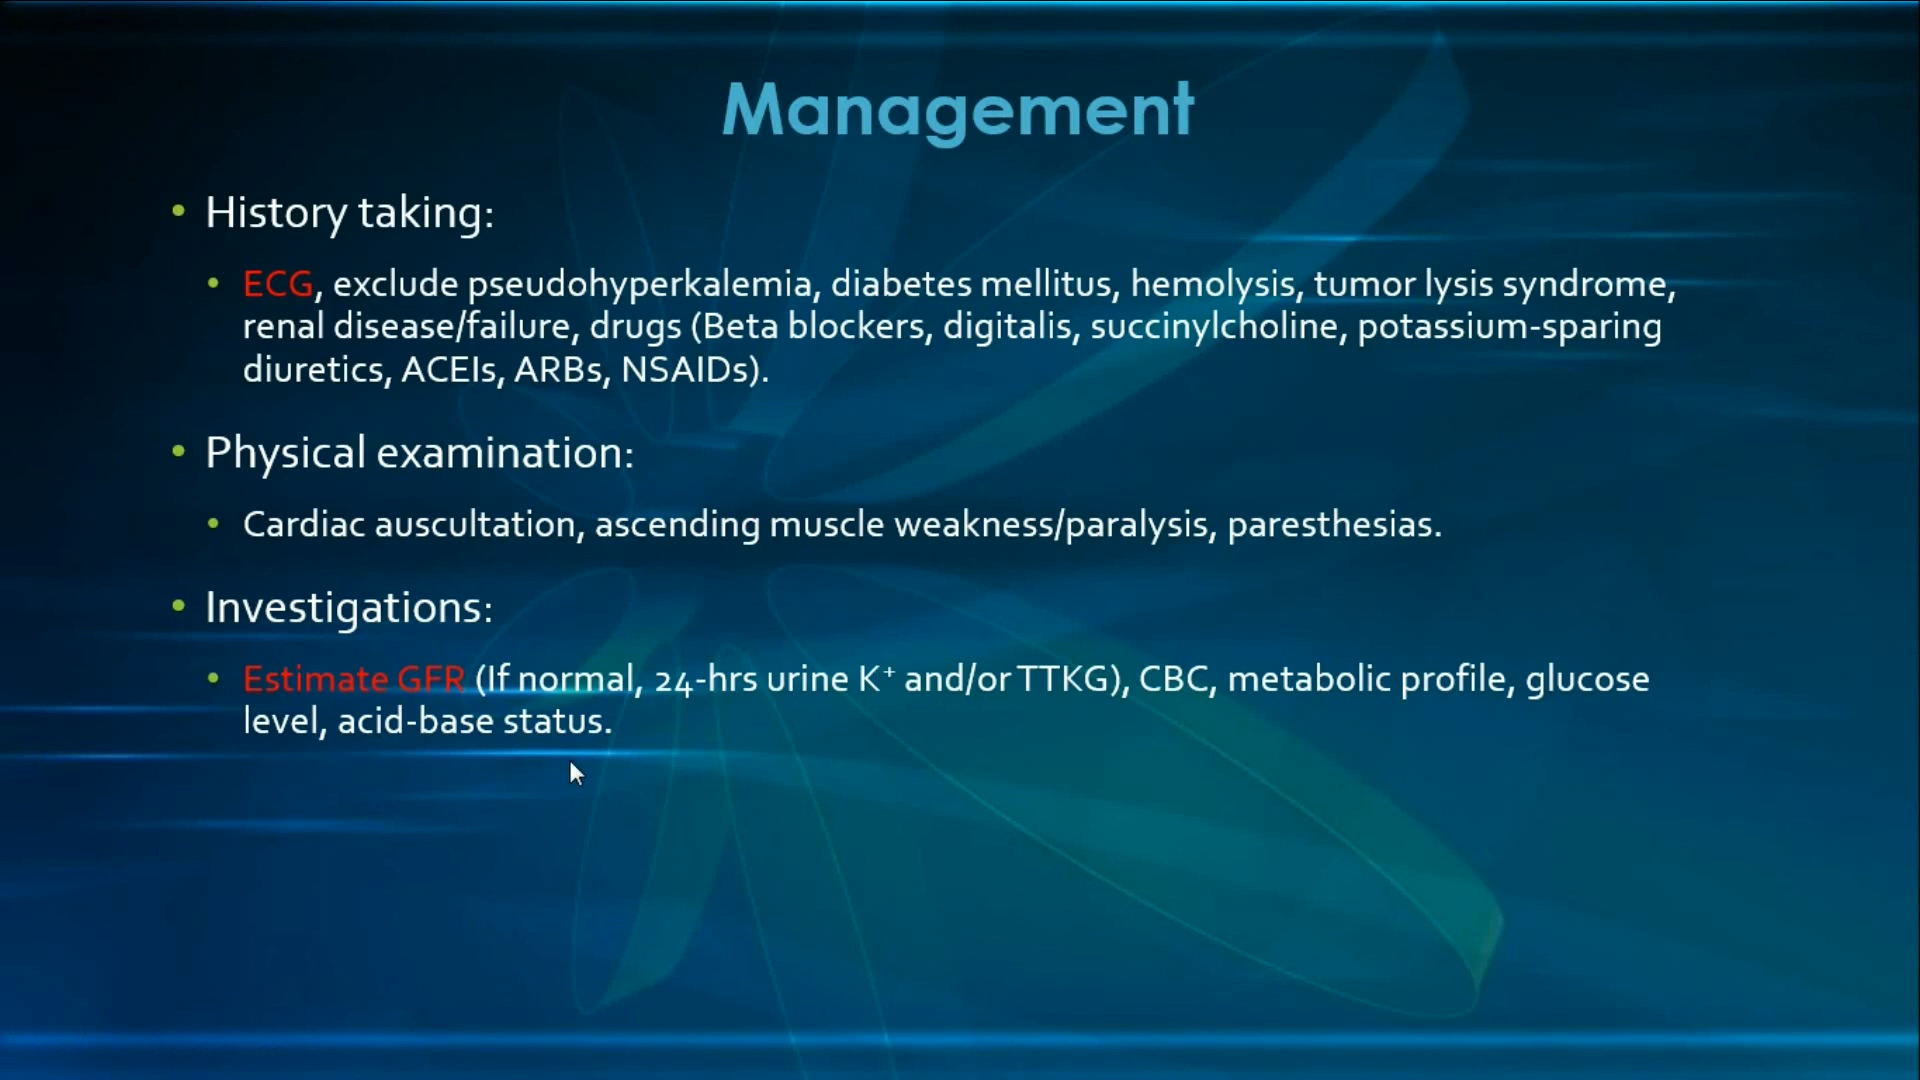 Management
• History taking:
• ECG, exclude pseudohyperkalemia, diabetes mellitus, hemolysis, tumor lysis syndrome,
renal disease/failure, drugs (Beta blockers, digitalis, succinylcholine, potassium-sparing
diuretics, ACEIs, ARBs, NSAIDs).
• Physical examination:
• Cardiac auscultation, ascending muscle weakness/paralysis, paresthesias.
• Investigations:
• Estimate GFR (If normal, 24-hrs urine K⁺ and/or TTKG), CBC, metabolic profile, glucose
level, acid-base status.